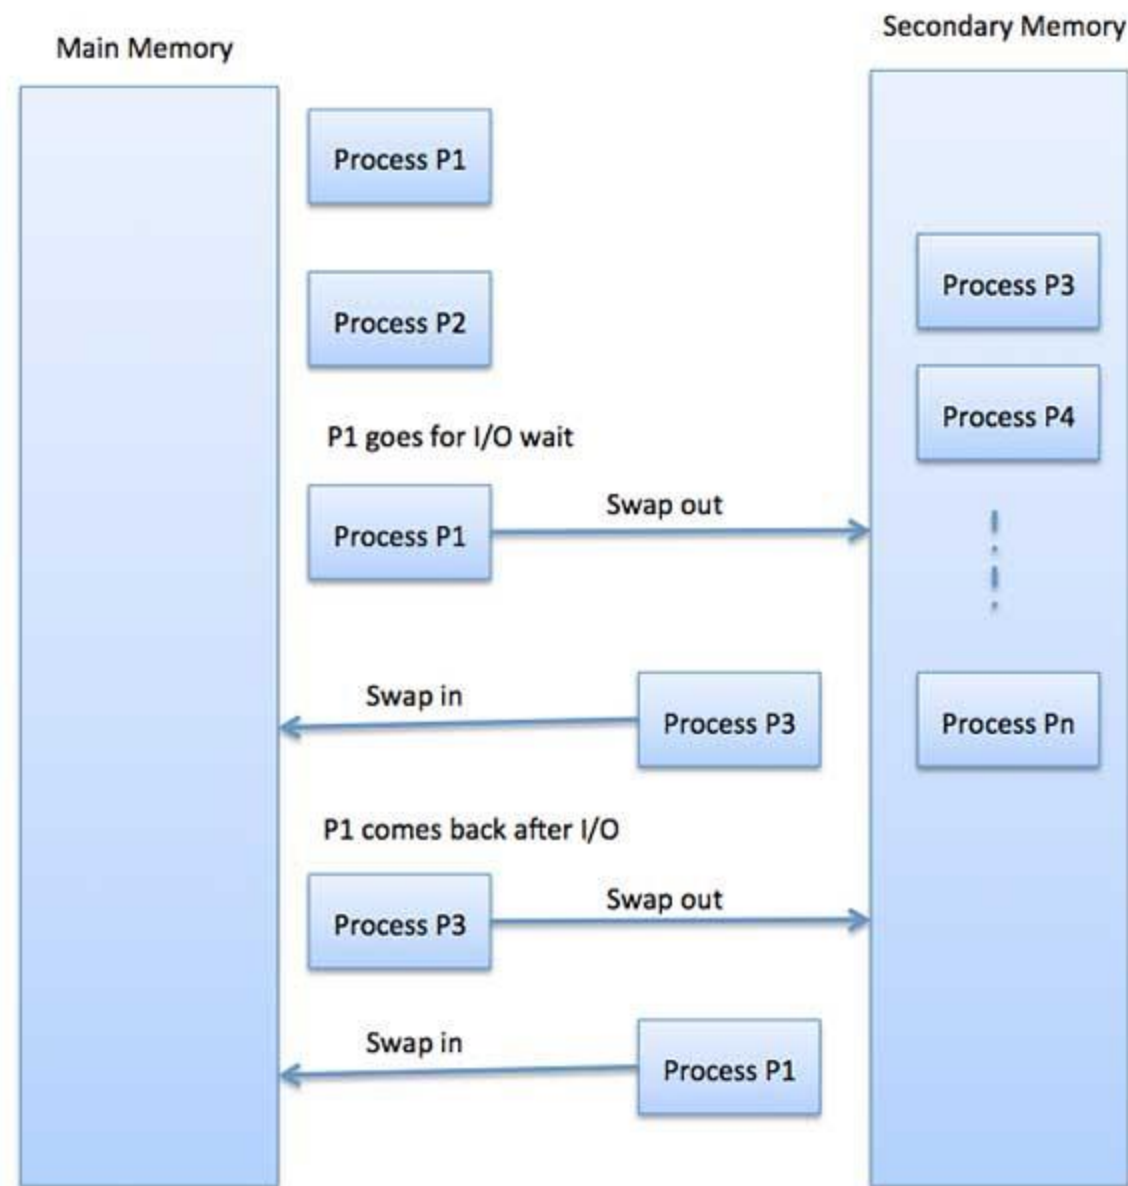 Main Memory
Secondary Memory
Process P1
Process P2
Process P3
Process P4
P1 goes for I/O wait
Process P1
Swap out
Swap in
Process P3
Process Pn
P1 comes back after I/O
Process P3
Swap out
Swap in
Process P1